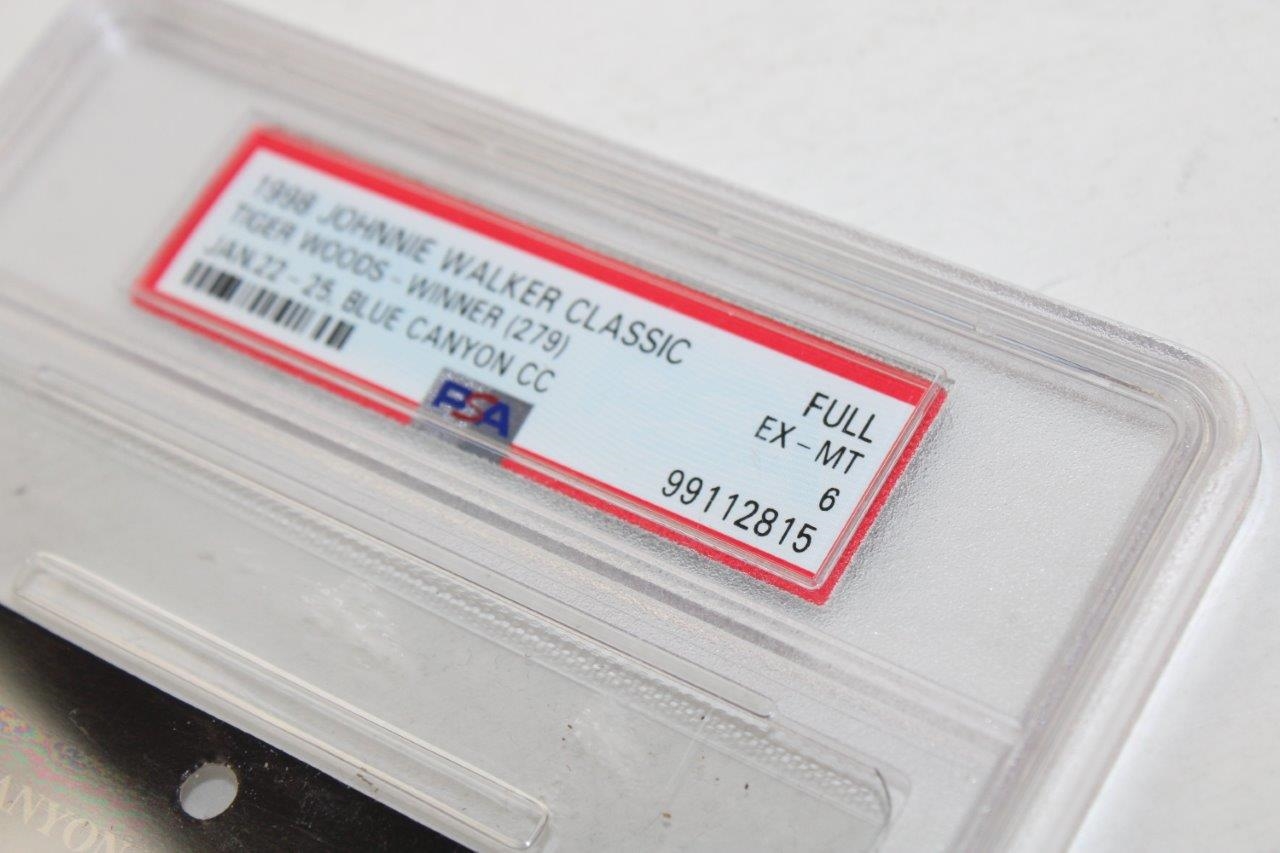 1998 JOHNNIE WALKER CLASSIC
TIGER WOODS - WINNER (279)
JAN.22 - 25, BLUE CANYON CC
FULL
EX - MT
6
99112815
PSA
ANYON